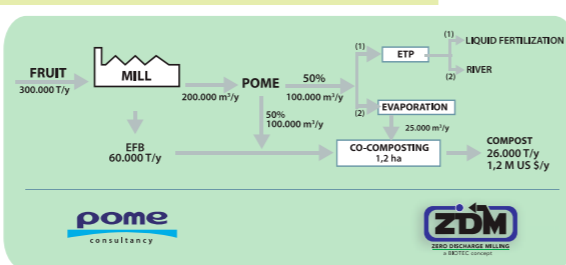 FRUIT
300.000 T/y
MILL
200.000 m³/y
POME
50%
100.000 m³/y
(1)
ETP
(1)
LIQUID FERTILIZATION
(2)
RIVER
(2)
EVAPORATION
25.000 m³/y
50%
100.000 m³/y
EFB
60.000 T/y
CO-COMPOSTING
1,2 ha
COMPOST
26.000 T/y
1,2 M US $/y
pome
consultancy
ZDM
ZERO DISCHARGE MILLING
a BIOTEC concept